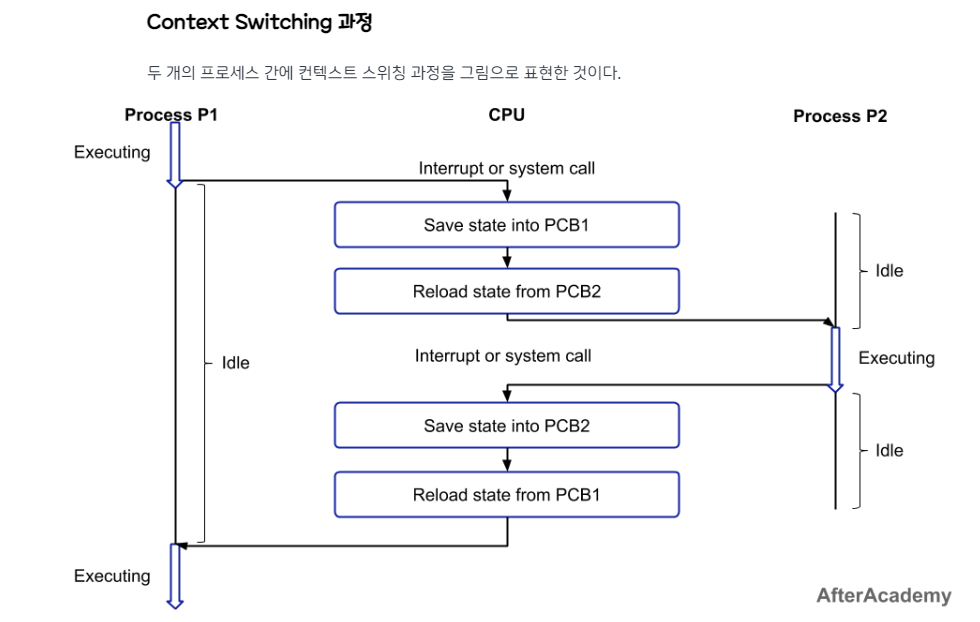 Context Switching 과정
두 개의 프로세스 간에 컨텍스트 스위칭 과정을 그림으로 표현한 것이다.
Process P1
CPU
Process P2
Executing
Interrupt or system call
Save state into PCB1
Idle
Reload state from PCB2
Interrupt or system call
Executing
Idle
Save state into PCB2
Idle
Reload state from PCB1
Executing
AfterAcademy